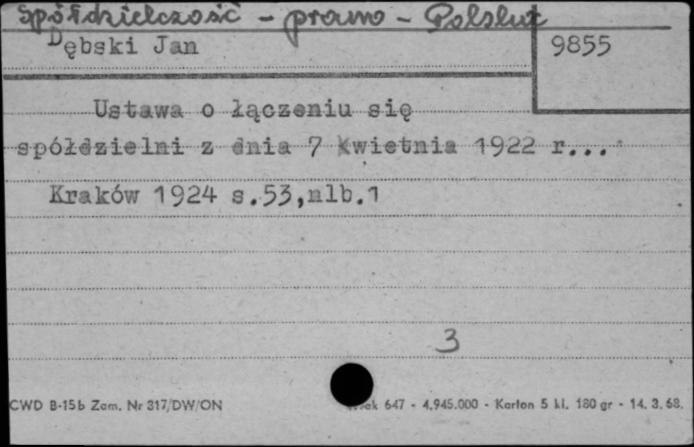 Spółdzielczość - prawo - Polska
Dębski Jan
9855
Ustawa o łączeniu się
spółdzielni z dnia 7 kwietnia 1922 r...
Kraków 1924 s.53,nlb.1
3
CWD B-15b Zam. Nr 317/DW/ON
647 - 4.945.000 - Karton 5 kl. 180 gr - 14. 3. 68.